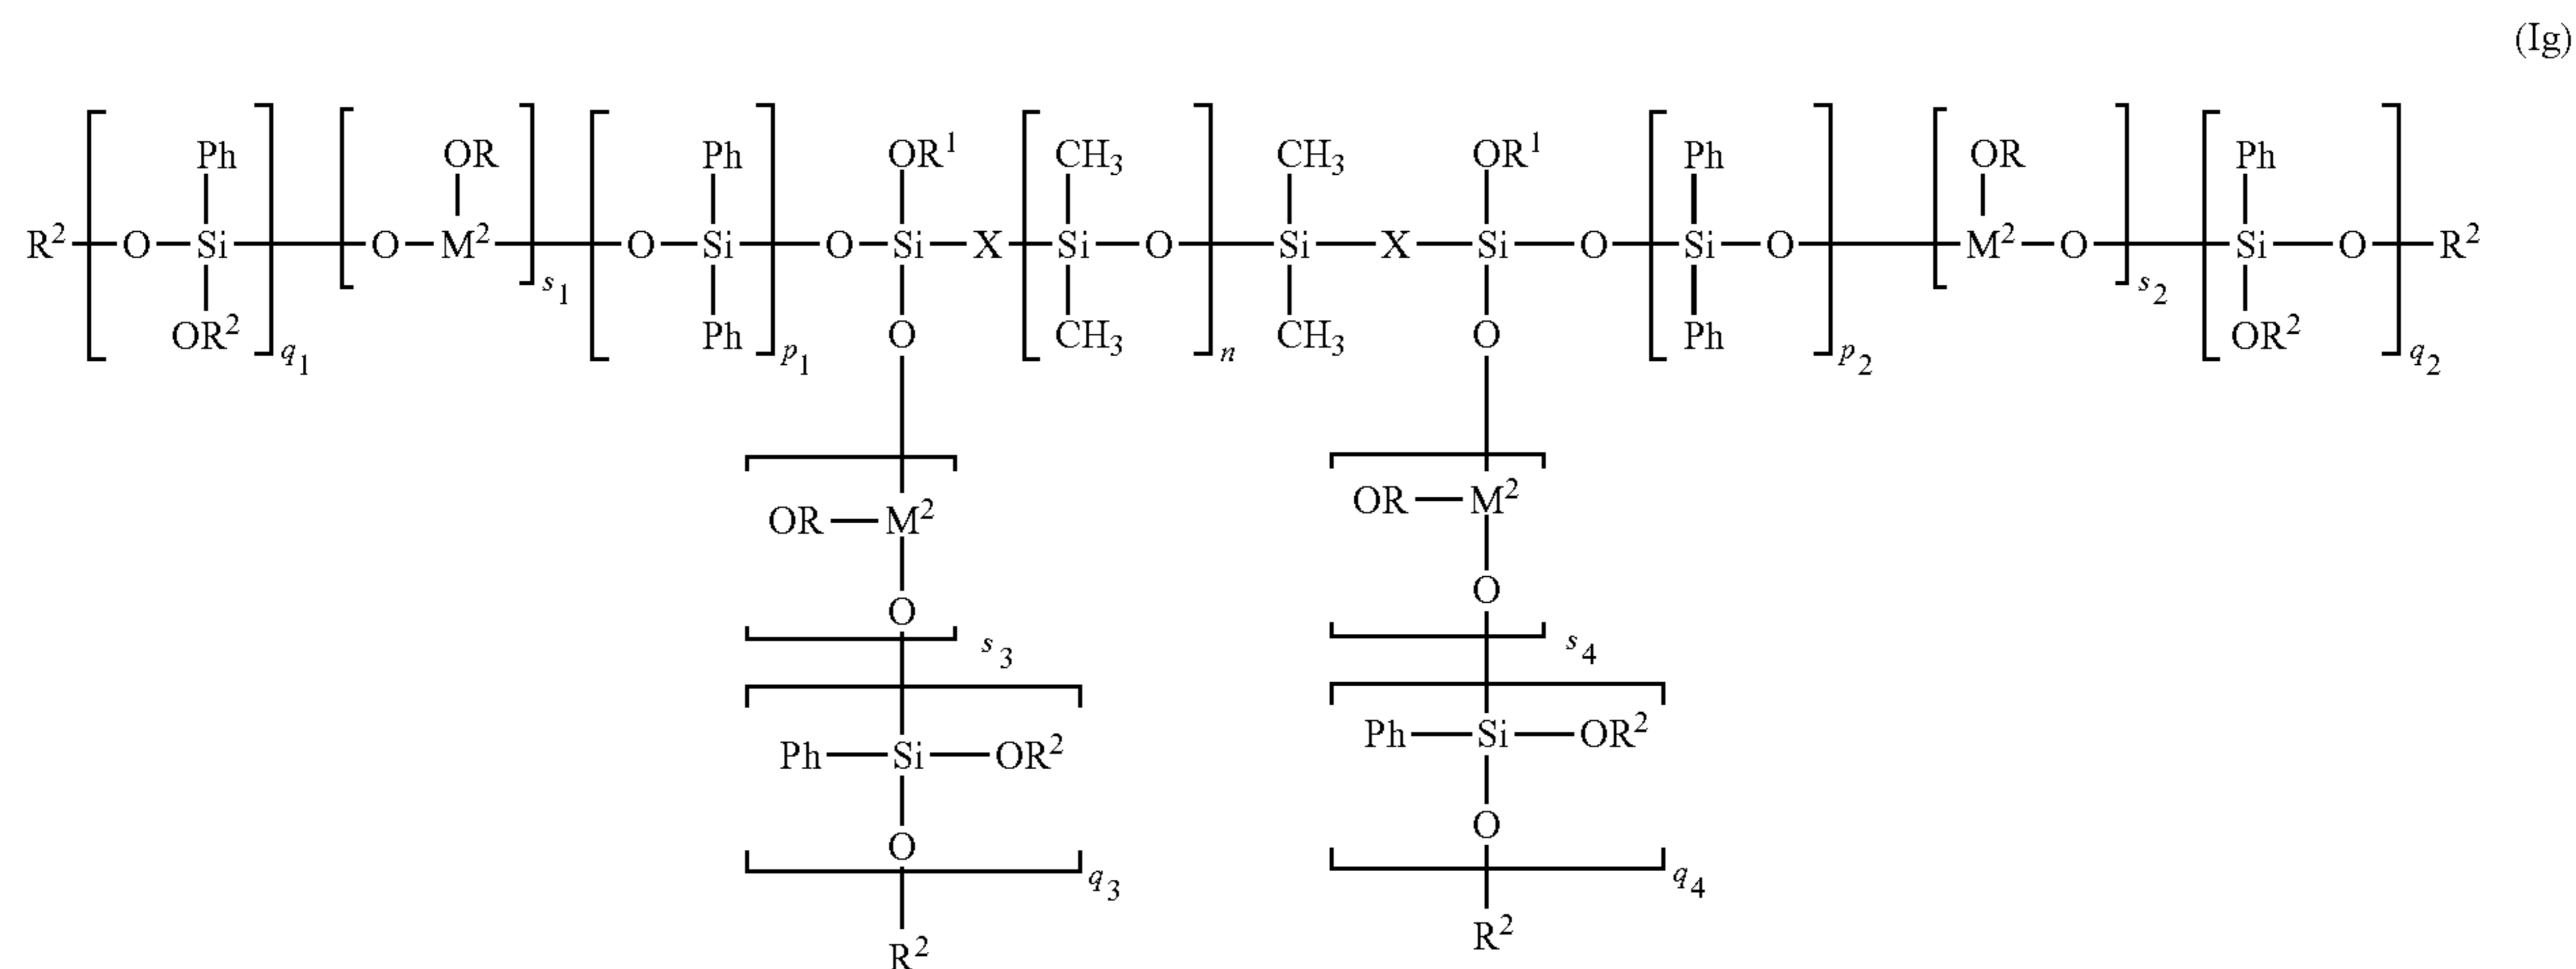 (Ig)
Ph OR Ph OR¹ CH₃ CH₃ OR¹ Ph OR Ph
R² O Si O M² O Si O Si X Si O Si X Si O Si O M² O Si O R²
OR² q₁ s₁ Ph p₁ O CH₃ n CH₃ O Ph p₂ s₂ OR² q₂
OR M² OR M²
O O
s₃ s₄
Ph Si OR² Ph Si OR²
O O
q₃ q₄
R² R²